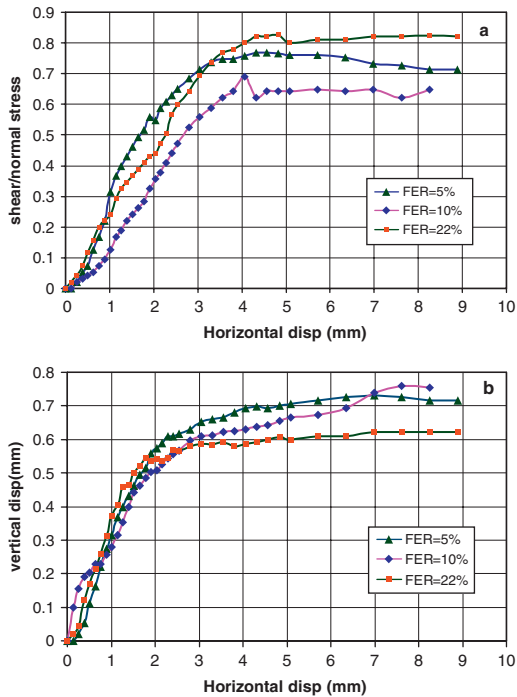 a
0.9
0.8
0.7
0.6
0.5
0.4
0.3
0.2
0.1
0
shear/normal stress
FER=5%
FER=10%
FER=22%
0 1 2 3 4 5 6 7 8 9 10
Horizontal disp (mm)
b
0.8
0.7
0.6
0.5
0.4
0.3
0.2
0.1
0
vertical disp(mm)
FER=5%
FER=10%
FER=22%
0 1 2 3 4 5 6 7 8 9 10
Horizontal disp (mm)